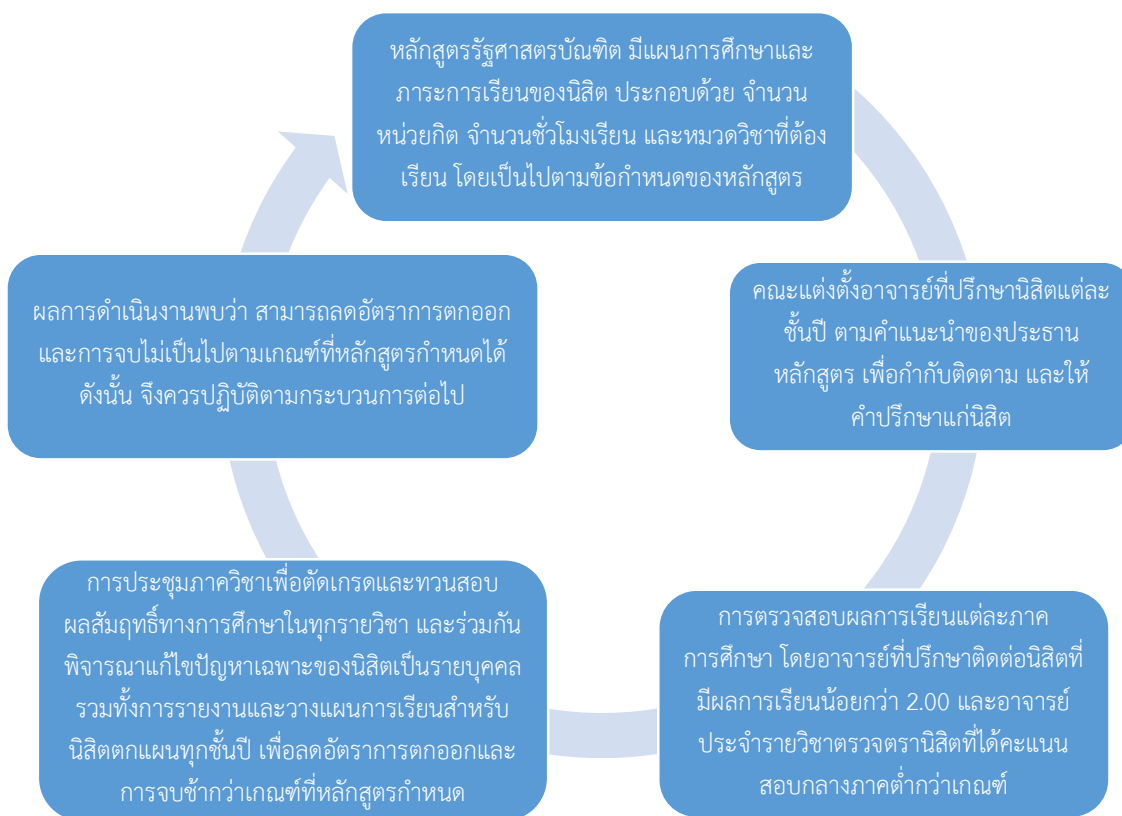 หลักสูตรรัฐศาสตรบัณฑิต มีแผนการศึกษาและ
ภาระการเรียนของนิสิต ประกอบด้วย จำนวน
หน่วยกิต จำนวนชั่วโมงเรียน และหมวดวิชาที่ต้อง
เรียน โดยเป็นไปตามข้อกำหนดของหลักสูตร
คณะแต่งตั้งอาจารย์ที่ปรึกษานิสิตแต่ละ
ชั้นปี ตามคำแนะนำของประธาน
หลักสูตร เพื่อกำกับติดตาม และให้
คำปรึกษาแก่นิสิต
การตรวจสอบผลการเรียนแต่ละภาค
การศึกษา โดยอาจารย์ที่ปรึกษาติดต่อนิสิตที่
มีผลการเรียนน้อยกว่า 2.00 และอาจารย์
ประจำรายวิชาตรวจตรานิสิตที่ได้คะแนน
สอบกลางภาคต่ำกว่าเกณฑ์
การประชุมภาควิชาเพื่อตัดเกรดและทวนสอบ
ผลสัมฤทธิ์ทางการศึกษาในทุกรายวิชา และร่วมกัน
พิจารณาแก้ไขปัญหาเฉพาะของนิสิตเป็นรายบุคคล
รวมทั้งการรายงานและวางแผนการเรียนสำหรับ
นิสิตตกแผนทุกชั้นปี เพื่อลดอัตราการตกออกและ
การจบช้ากว่าเกณฑ์ที่หลักสูตรกำหนด
ผลการดำเนินงานพบว่า สามารถลดอัตราการตกออก
และการจบไม่เป็นไปตามเกณฑ์ที่หลักสูตรกำหนดได้
ดังนั้น จึงควรปฏิบัติตามกระบวนการต่อไป